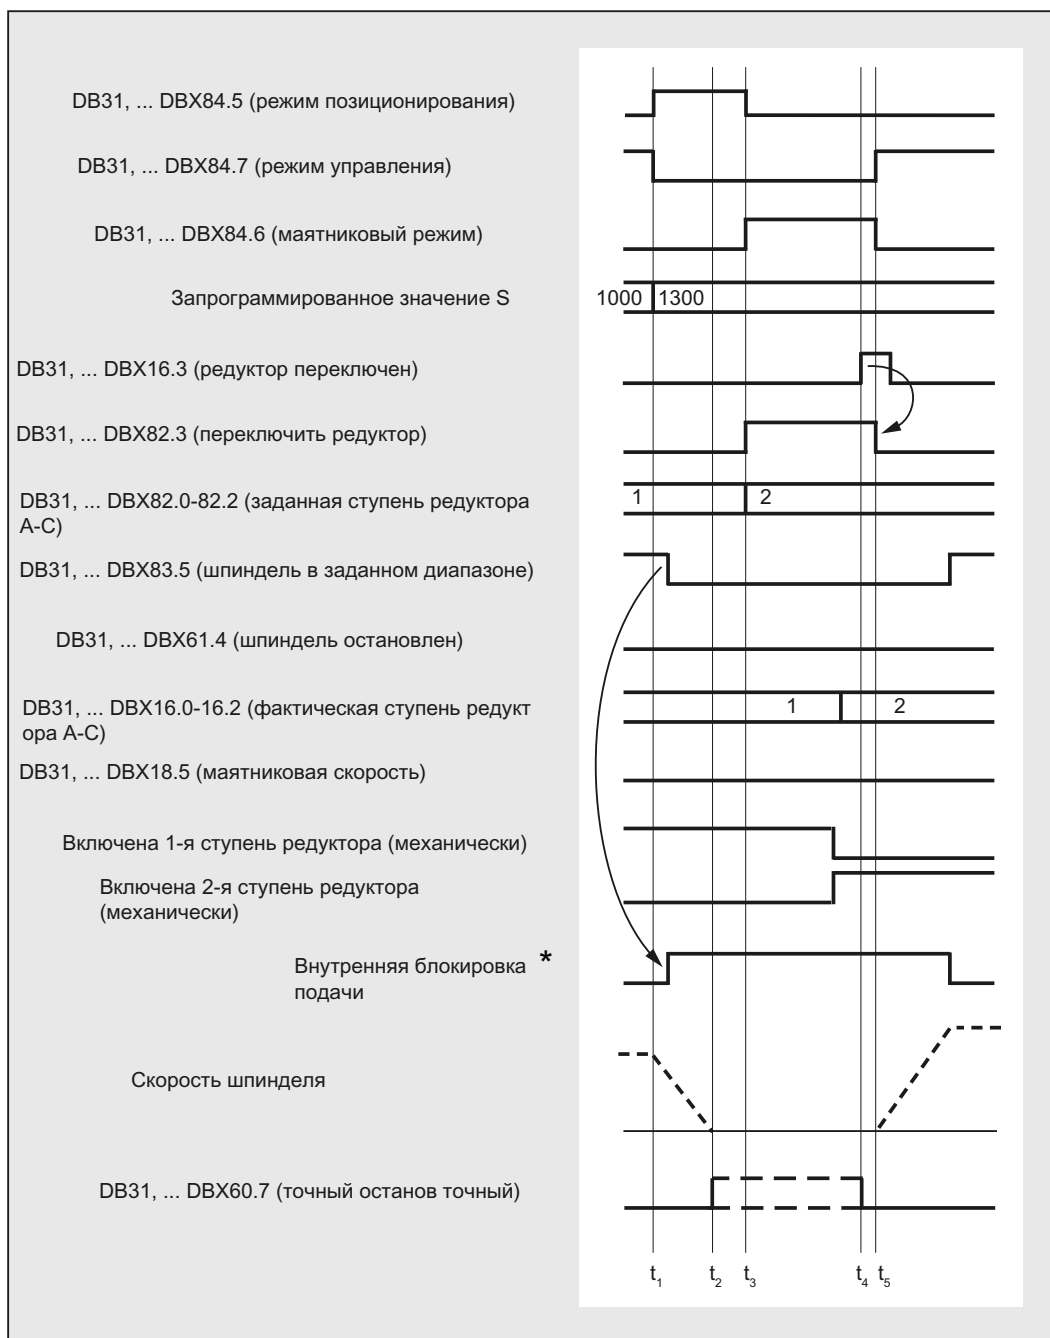 DB31, ... DBX84.5 (режим позиционирования)
DB31, ... DBX84.7 (режим управления)
DB31, ... DBX84.6 (маятниковый режим)
Запрограммированное значение S
1000 1300
DB31, ... DBX16.3 (редуктор переключен)
DB31, ... DBX82.3 (переключить редуктор)
DB31, ... DBX82.0-82.2 (заданная ступень редуктора
A-C)
1 2
DB31, ... DBX83.5 (шпиндель в заданном диапазоне)
DB31, ... DBX61.4 (шпиндель остановлен)
DB31, ... DBX16.0-16.2 (фактическая ступень редукт
ора A-C)
1 2
DB31, ... DBX18.5 (маятниковая скорость)
Включена 1-я ступень редуктора (механически)
Включена 2-я ступень редуктора
(механически)
Внутренняя блокировка *
подачи
Скорость шпинделя
DB31, ... DBX60.7 (точный останов точный)
t1 t2 t3 t4 t5